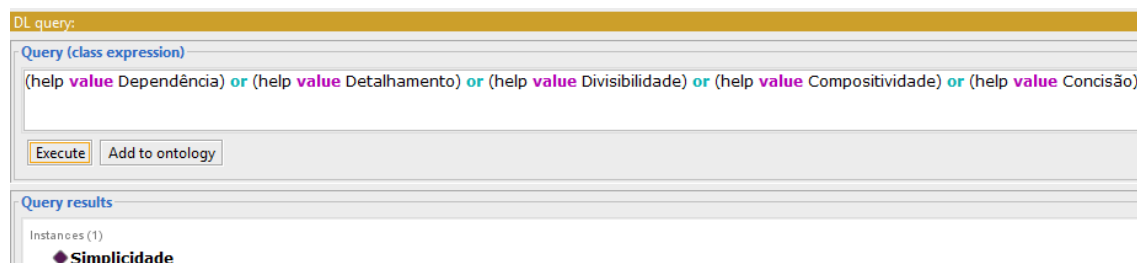 DL query:
Query (class expression)
(help value Dependência) or (help value Detalhamento) or (help value Divisibilidade) or (help value Compositividade) or (help value Concisão)
Execute Add to ontology
Query results
Instances (1)
Simplicidade